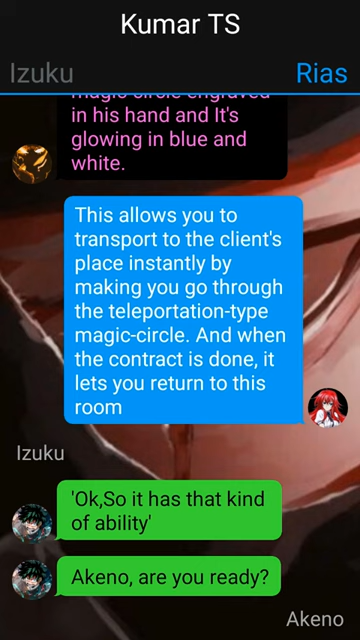 Kumar TS
Izuku
Rias
magic circle engraved
in his hand and It's
glowing in blue and
white.
This allows you to
transport to the client's
place instantly by
making you go through
the teleportation-type
magic-circle. And when
the contract is done, it
lets you return to this
room
Izuku
'Ok,So it has that kind
of ability'
Akeno, are you ready?
Akeno